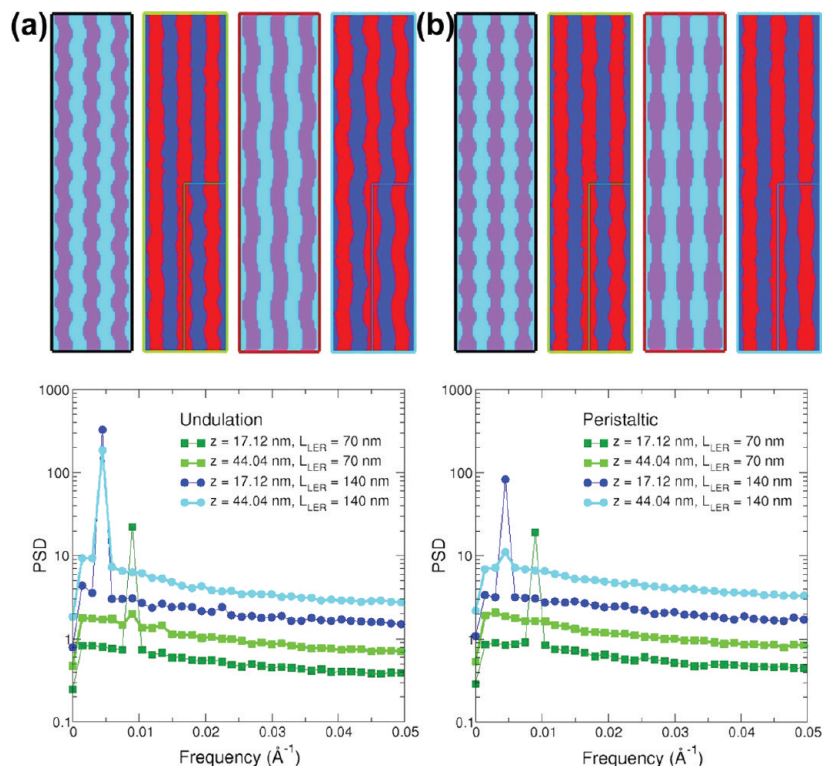 (a)
(b)
1000
100
10
1
0.1
PSD
Undulation
z = 17.12 nm, L_LER = 70 nm
z = 44.04 nm, L_LER = 70 nm
z = 17.12 nm, L_LER = 140 nm
z = 44.04 nm, L_LER = 140 nm
0 0.01 0.02 0.03 0.04 0.05
Frequency (Å⁻¹)
1000
100
10
1
0.1
PSD
Peristaltic
z = 17.12 nm, L_LER = 70 nm
z = 44.04 nm, L_LER = 70 nm
z = 17.12 nm, L_LER = 140 nm
z = 44.04 nm, L_LER = 140 nm
0 0.01 0.02 0.03 0.04 0.05
Frequency (Å⁻¹)